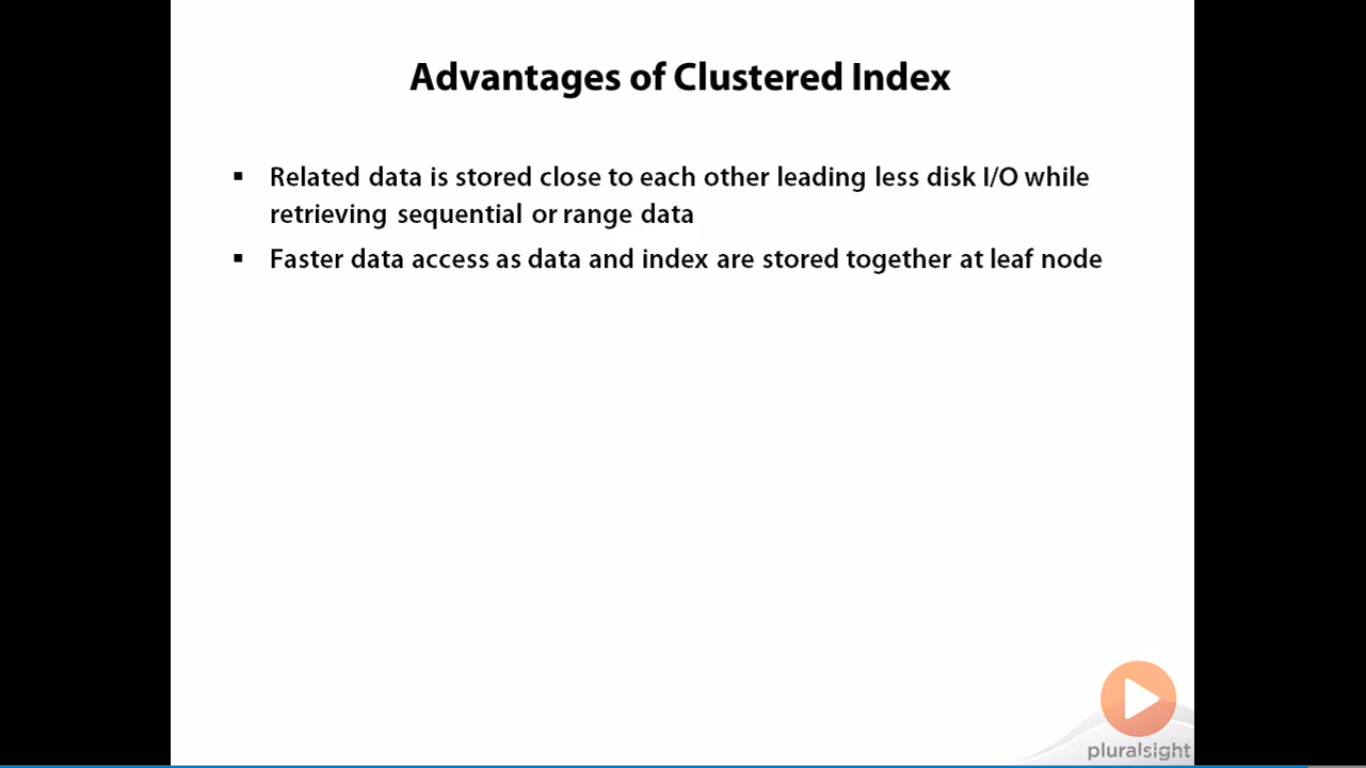 Advantages of Clustered Index
▪ Related data is stored close to each other leading less disk I/O while
retrieving sequential or range data
▪ Faster data access as data and index are stored together at leaf node
pluralsight